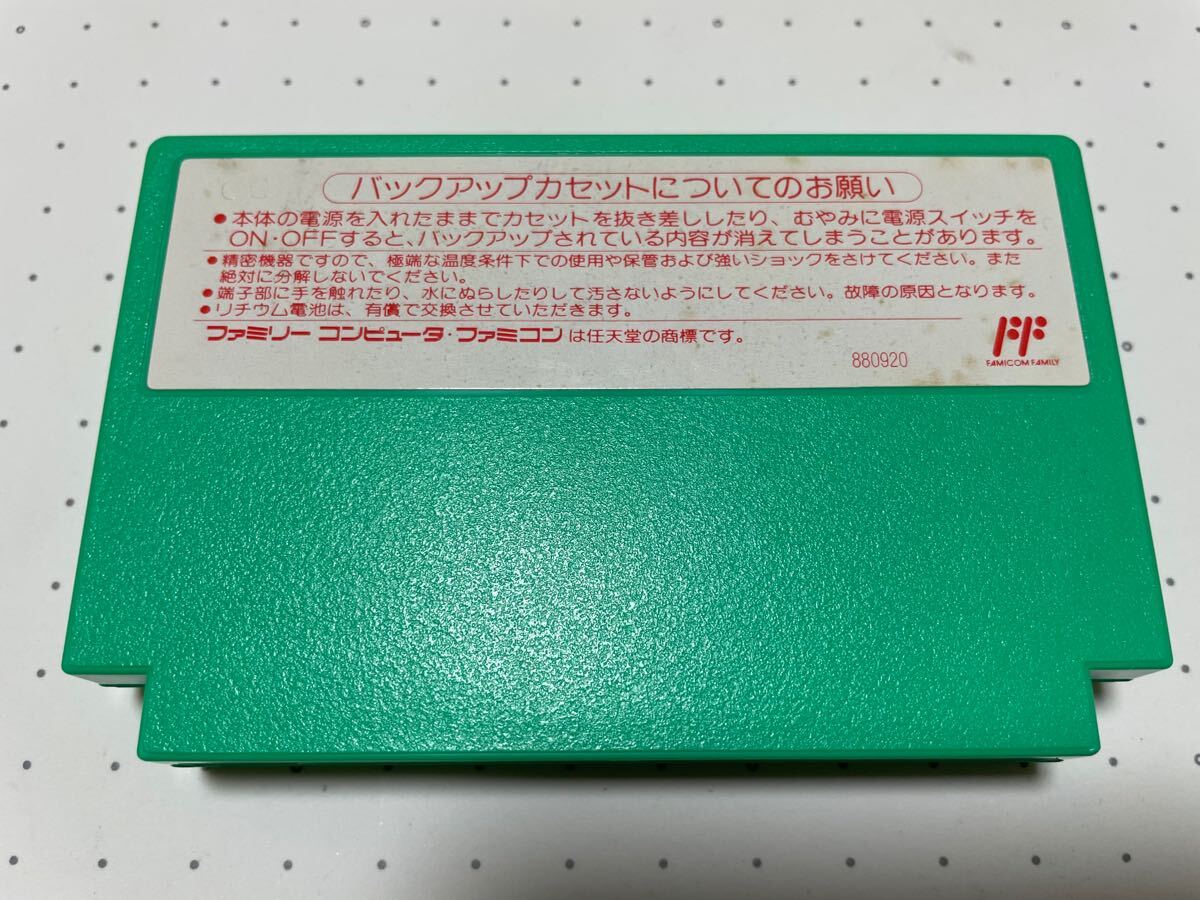 バックアップカセットについてのお願い
●本体の電源を入れたままでカセットを抜き差ししたり、むやみに電源スイッチを
ON・OFFすると、バックアップされている内容が消えてしまうことがあります。
●精密機器ですので、極端な温度条件下での使用や保管および強いショックをさけてください。また
絶対に分解しないでください。
●端子部に手を触れたり、水にぬらしたりして汚さないようにしてください。故障の原因となります。
●リチウム電池は、有償で交換させていただきます。
ファミリーコンピュータ・ファミコンは任天堂の商標です。
880920
FAMICOM FAMILY